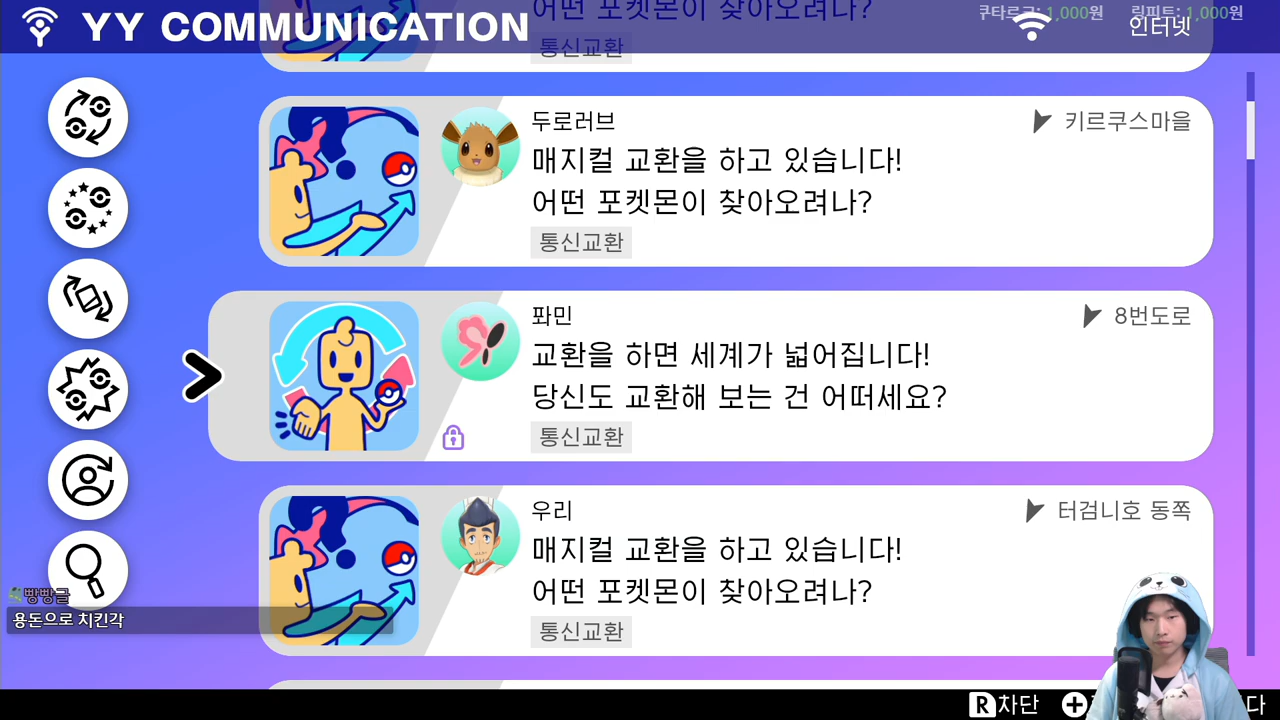 YY COMMUNICATION
어떤 포켓몬이 찾아오려나?
쿠타르크: 1,000원 링피트: 1,000원
인터넷
통신교환
두로러브
키르쿠스마을
매지컬 교환을 하고 있습니다!
어떤 포켓몬이 찾아오려나?
통신교환
퐈민
8번도로
교환을 하면 세계가 넓어집니다!
당신도 교환해 보는 건 어떠세요?
통신교환
우리
터검니호 동쪽
매지컬 교환을 하고 있습니다!
어떤 포켓몬이 찾아오려나?
통신교환
빵빵글
용돈으로 치킨각
R 차단